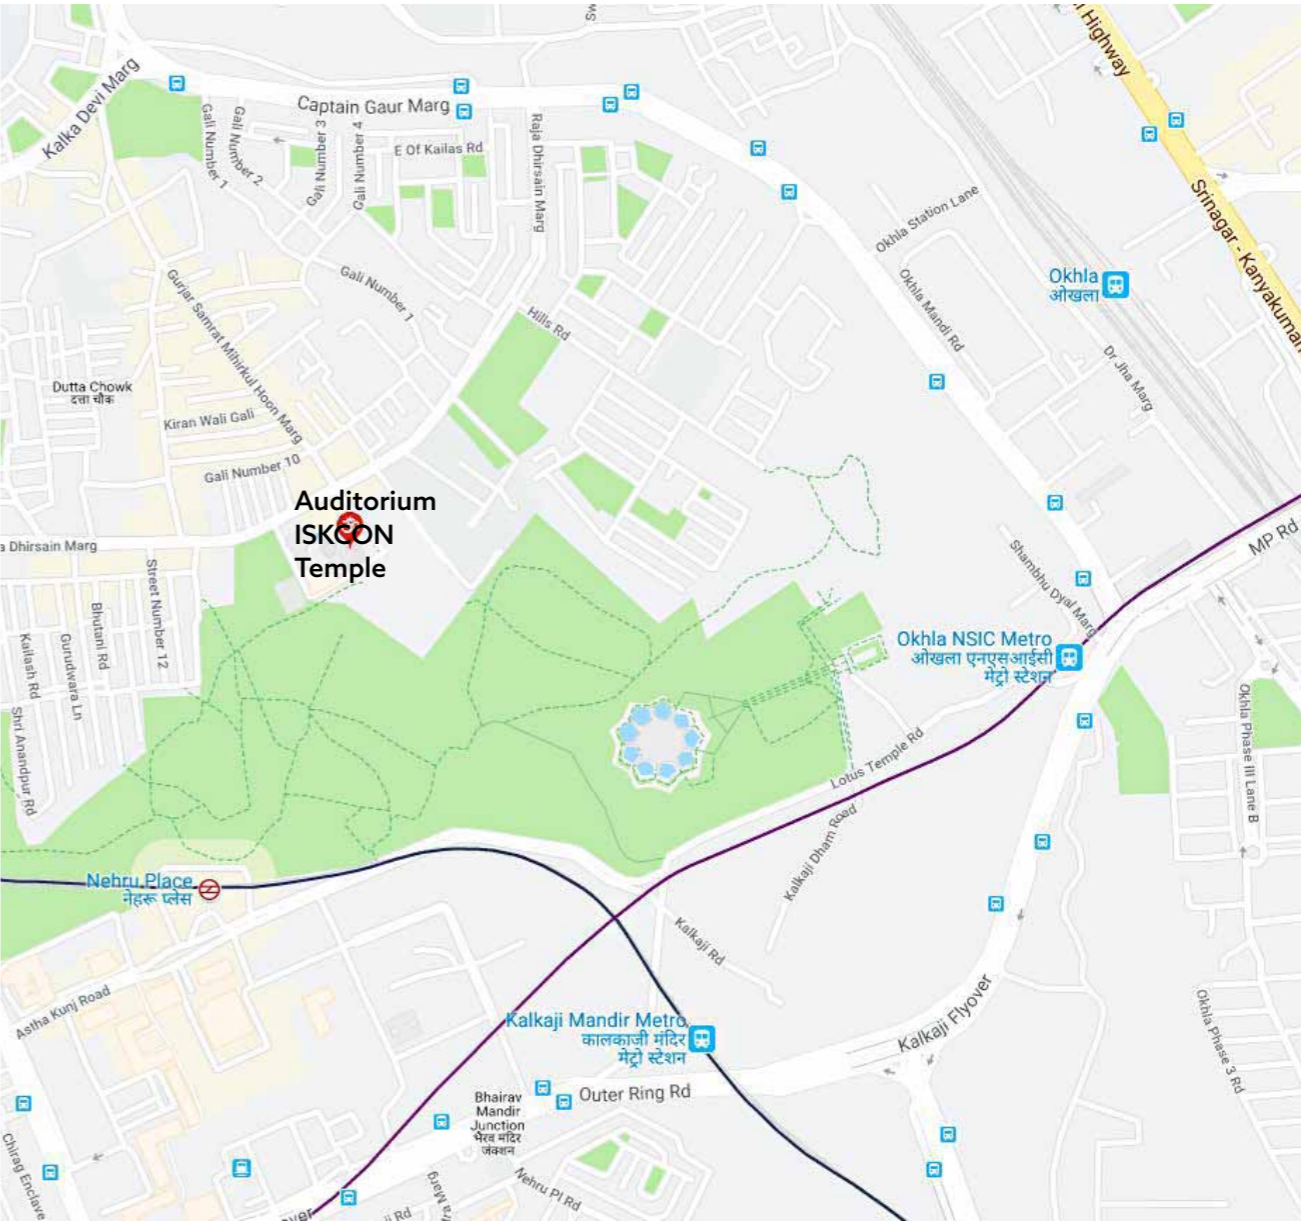 Sw
Highway
Kalka Devi Marg
Captain Gaur Marg
Gali Number 1
Gali Number 2
Gali Number 3
Gali Number 4
E Of Kailas Rd
Raja Dhirsain Marg
Srinagar - Kanyakumari
Okhla Station Lane
Okhla Mandi Rd
Okhla
ओखला
Gali Number 1
Gurjar Samrat Mihirkul Hoon Marg
Hills Rd
Dr Jha Marg
Dutta Chowk
दत्ता चौक
Kiran Wali Gali
Gali Number 10
Auditorium
ISKCON
Temple
a Dhirsain Marg
MP Rd
Street Number 12
Bhutani Rd
Gurudwara Ln
Kailash Rd
Shri Anandpur Rd
Shambhu Dyal Marg
Okhla NSIC Metro
ओखला एनएसआईसी
मेट्रो स्टेशन
Okhla Phase III Lane B
Lotus Temple Rd
Kalkaji Dham Road
Nehru Place
नेहरू प्लेस
Kalkaji Rd
Astha Kunj Road
Kalkaji Mandir Metro
कालकाजी मंदिर
मेट्रो स्टेशन
Kalkaji Flyover
Okhla Phase 3 Rd
Outer Ring Rd
Bhairav
Mandir
Junction
भैरव मंदिर
जंक्शन
Chirag Enclave
Nehru Pl Rd
ra Marg
over
ji Rd